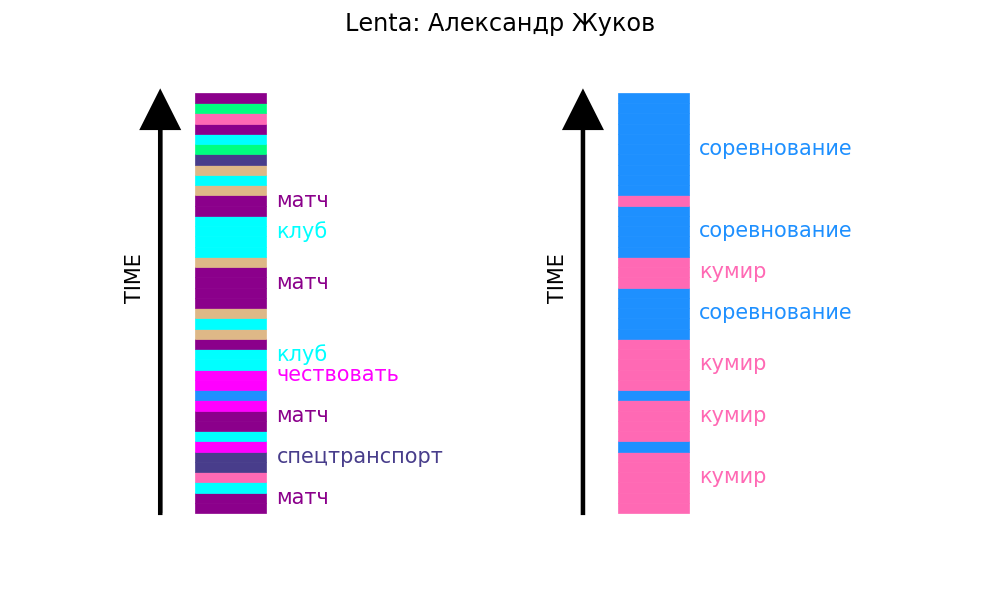 Lenta: Александр Жуков
TIME
матч
клуб
матч
клуб
чествовать
матч
спецтранспорт
матч
TIME
соревнование
соревнование
кумир
соревнование
кумир
кумир
кумир